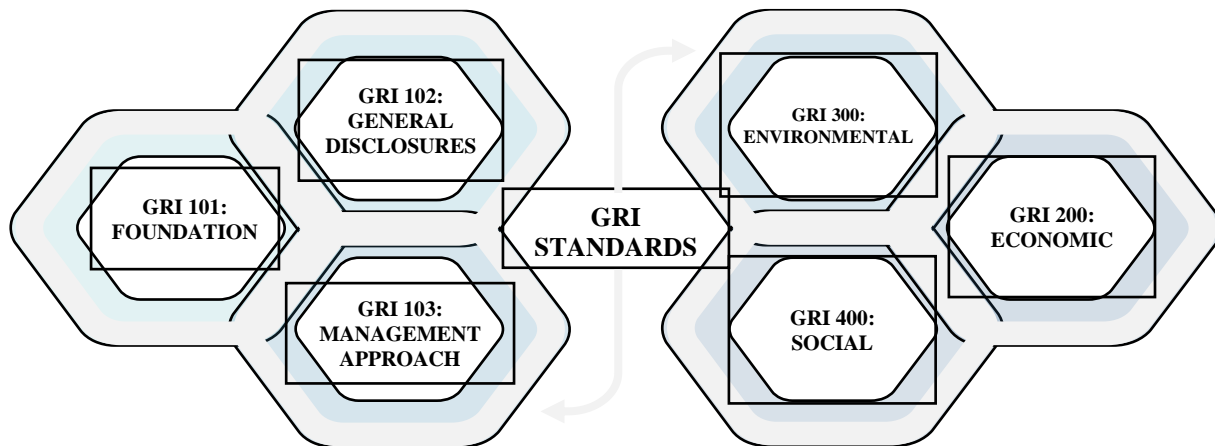 GRI 102:
GENERAL
DISCLOSURES
GRI 101:
FOUNDATION
GRI 103:
MANAGEMENT
APPROACH
GRI
STANDARDS
GRI 300:
ENVIRONMENTAL
GRI 200:
ECONOMIC
GRI 400:
SOCIAL